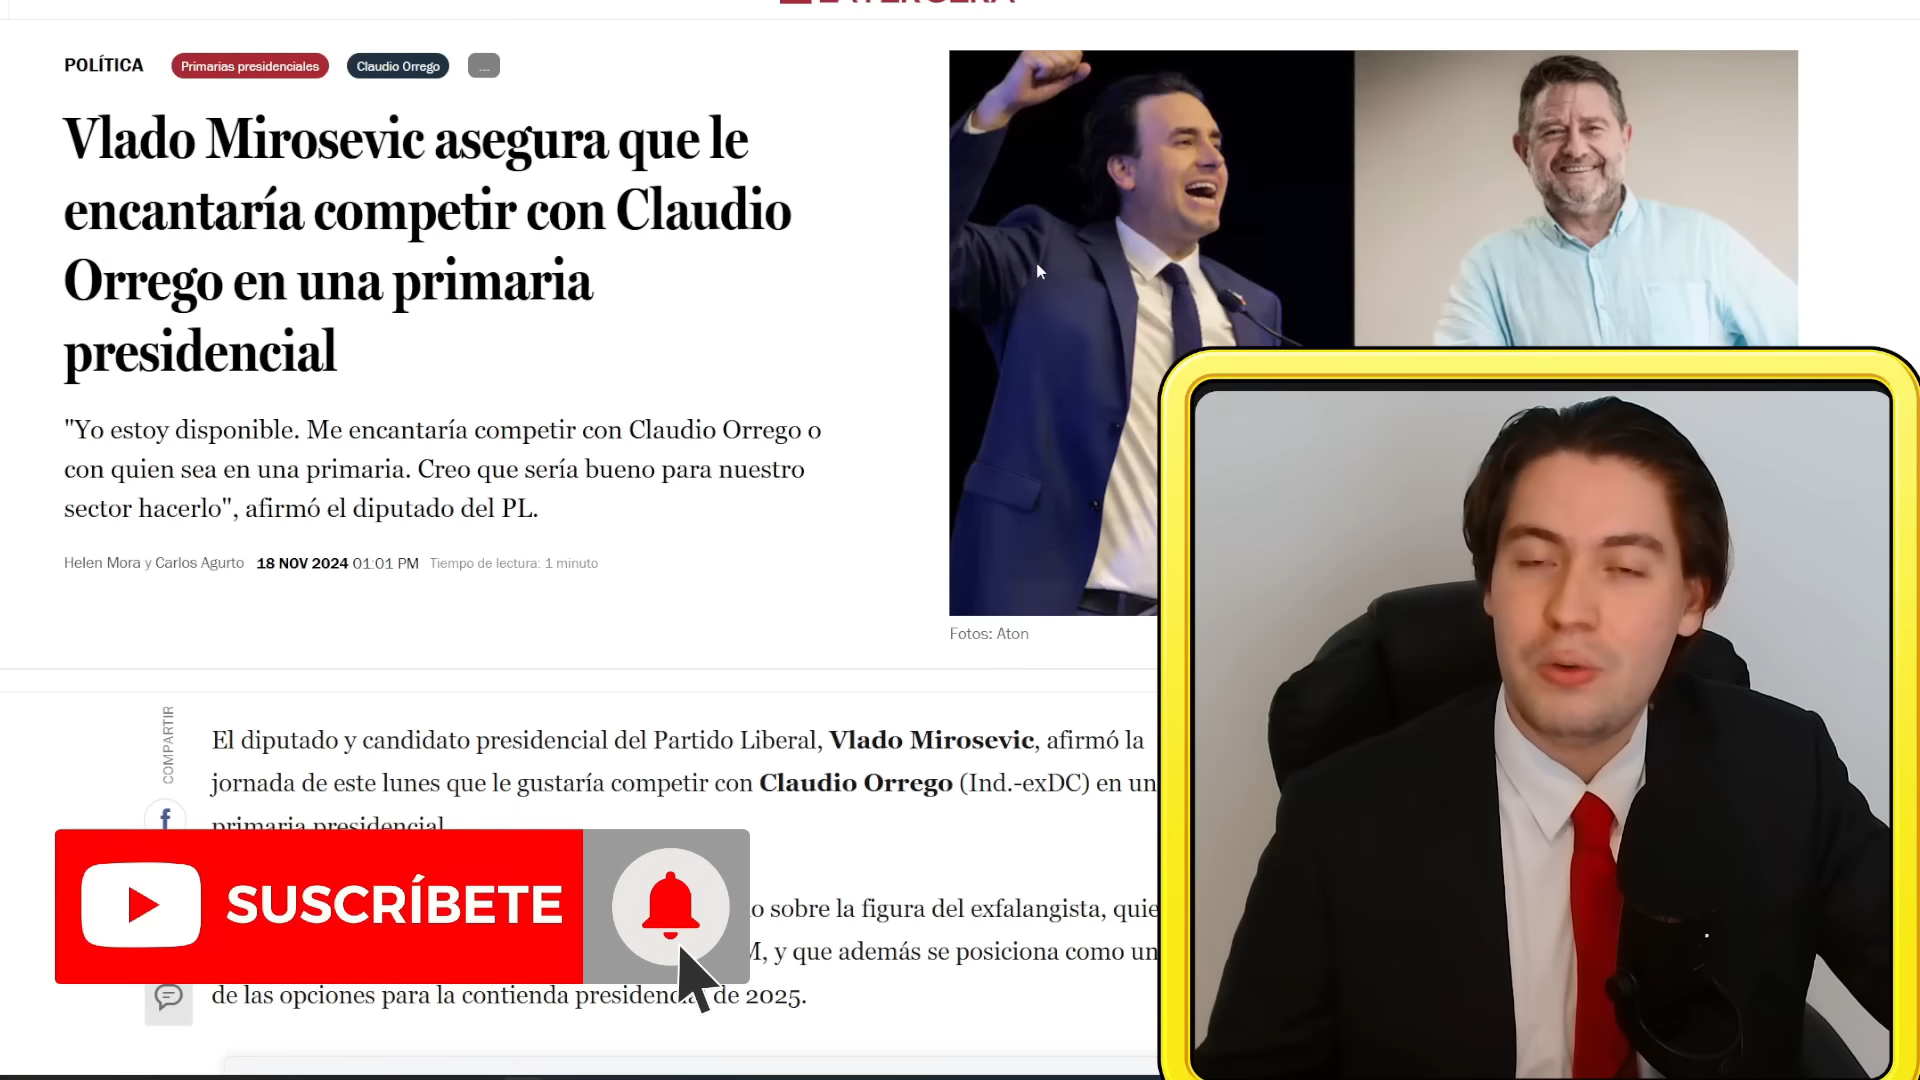 LA TERCERA
POLÍTICA
Primarias presidenciales
Claudio Orrego
...
Vlado Mirosevic asegura que le
encantaría competir con Claudio
Orrego en una primaria
presidencial
"Yo estoy disponible. Me encantaría competir con Claudio Orrego o
con quien sea en una primaria. Creo que sería bueno para nuestro
sector hacerlo", afirmó el diputado del PL.
Helen Mora y Carlos Agurto 18 NOV 2024 01:01 PM Tiempo de lectura: 1 minuto
Fotos: Aton
COMPARTIR
El diputado y candidato presidencial del Partido Liberal, Vlado Mirosevic, afirmó la
jornada de este lunes que le gustaría competir con Claudio Orrego (Ind.-exDC) en un
primaria presidencial
SUSCRÍBETE
o sobre la figura del exfalangista, quie
M, y que además se posiciona como un
de las opciones para la contienda presidencial de 2025.